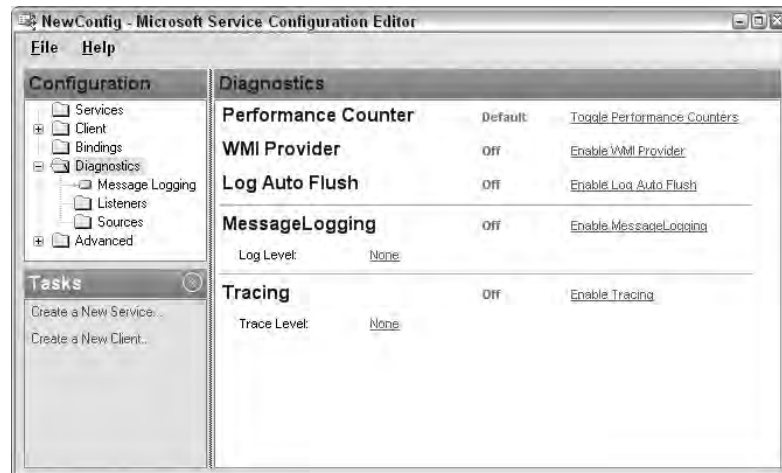 NewConfig - Microsoft Service Configuration Editor
File Help
Configuration
Services
Client
Bindings
Diagnostics
Message Logging
Listeners
Sources
Advanced
Tasks
Create a New Service...
Create a New Client...
Diagnostics
Performance Counter Default Toggle Performance Counters
WMI Provider Off Enable WMI Provider
Log Auto Flush Off Enable Log Auto Flush
MessageLogging Off Enable MessageLogging
Log Level: None
Tracing Off Enable Tracing
Trace Level: None